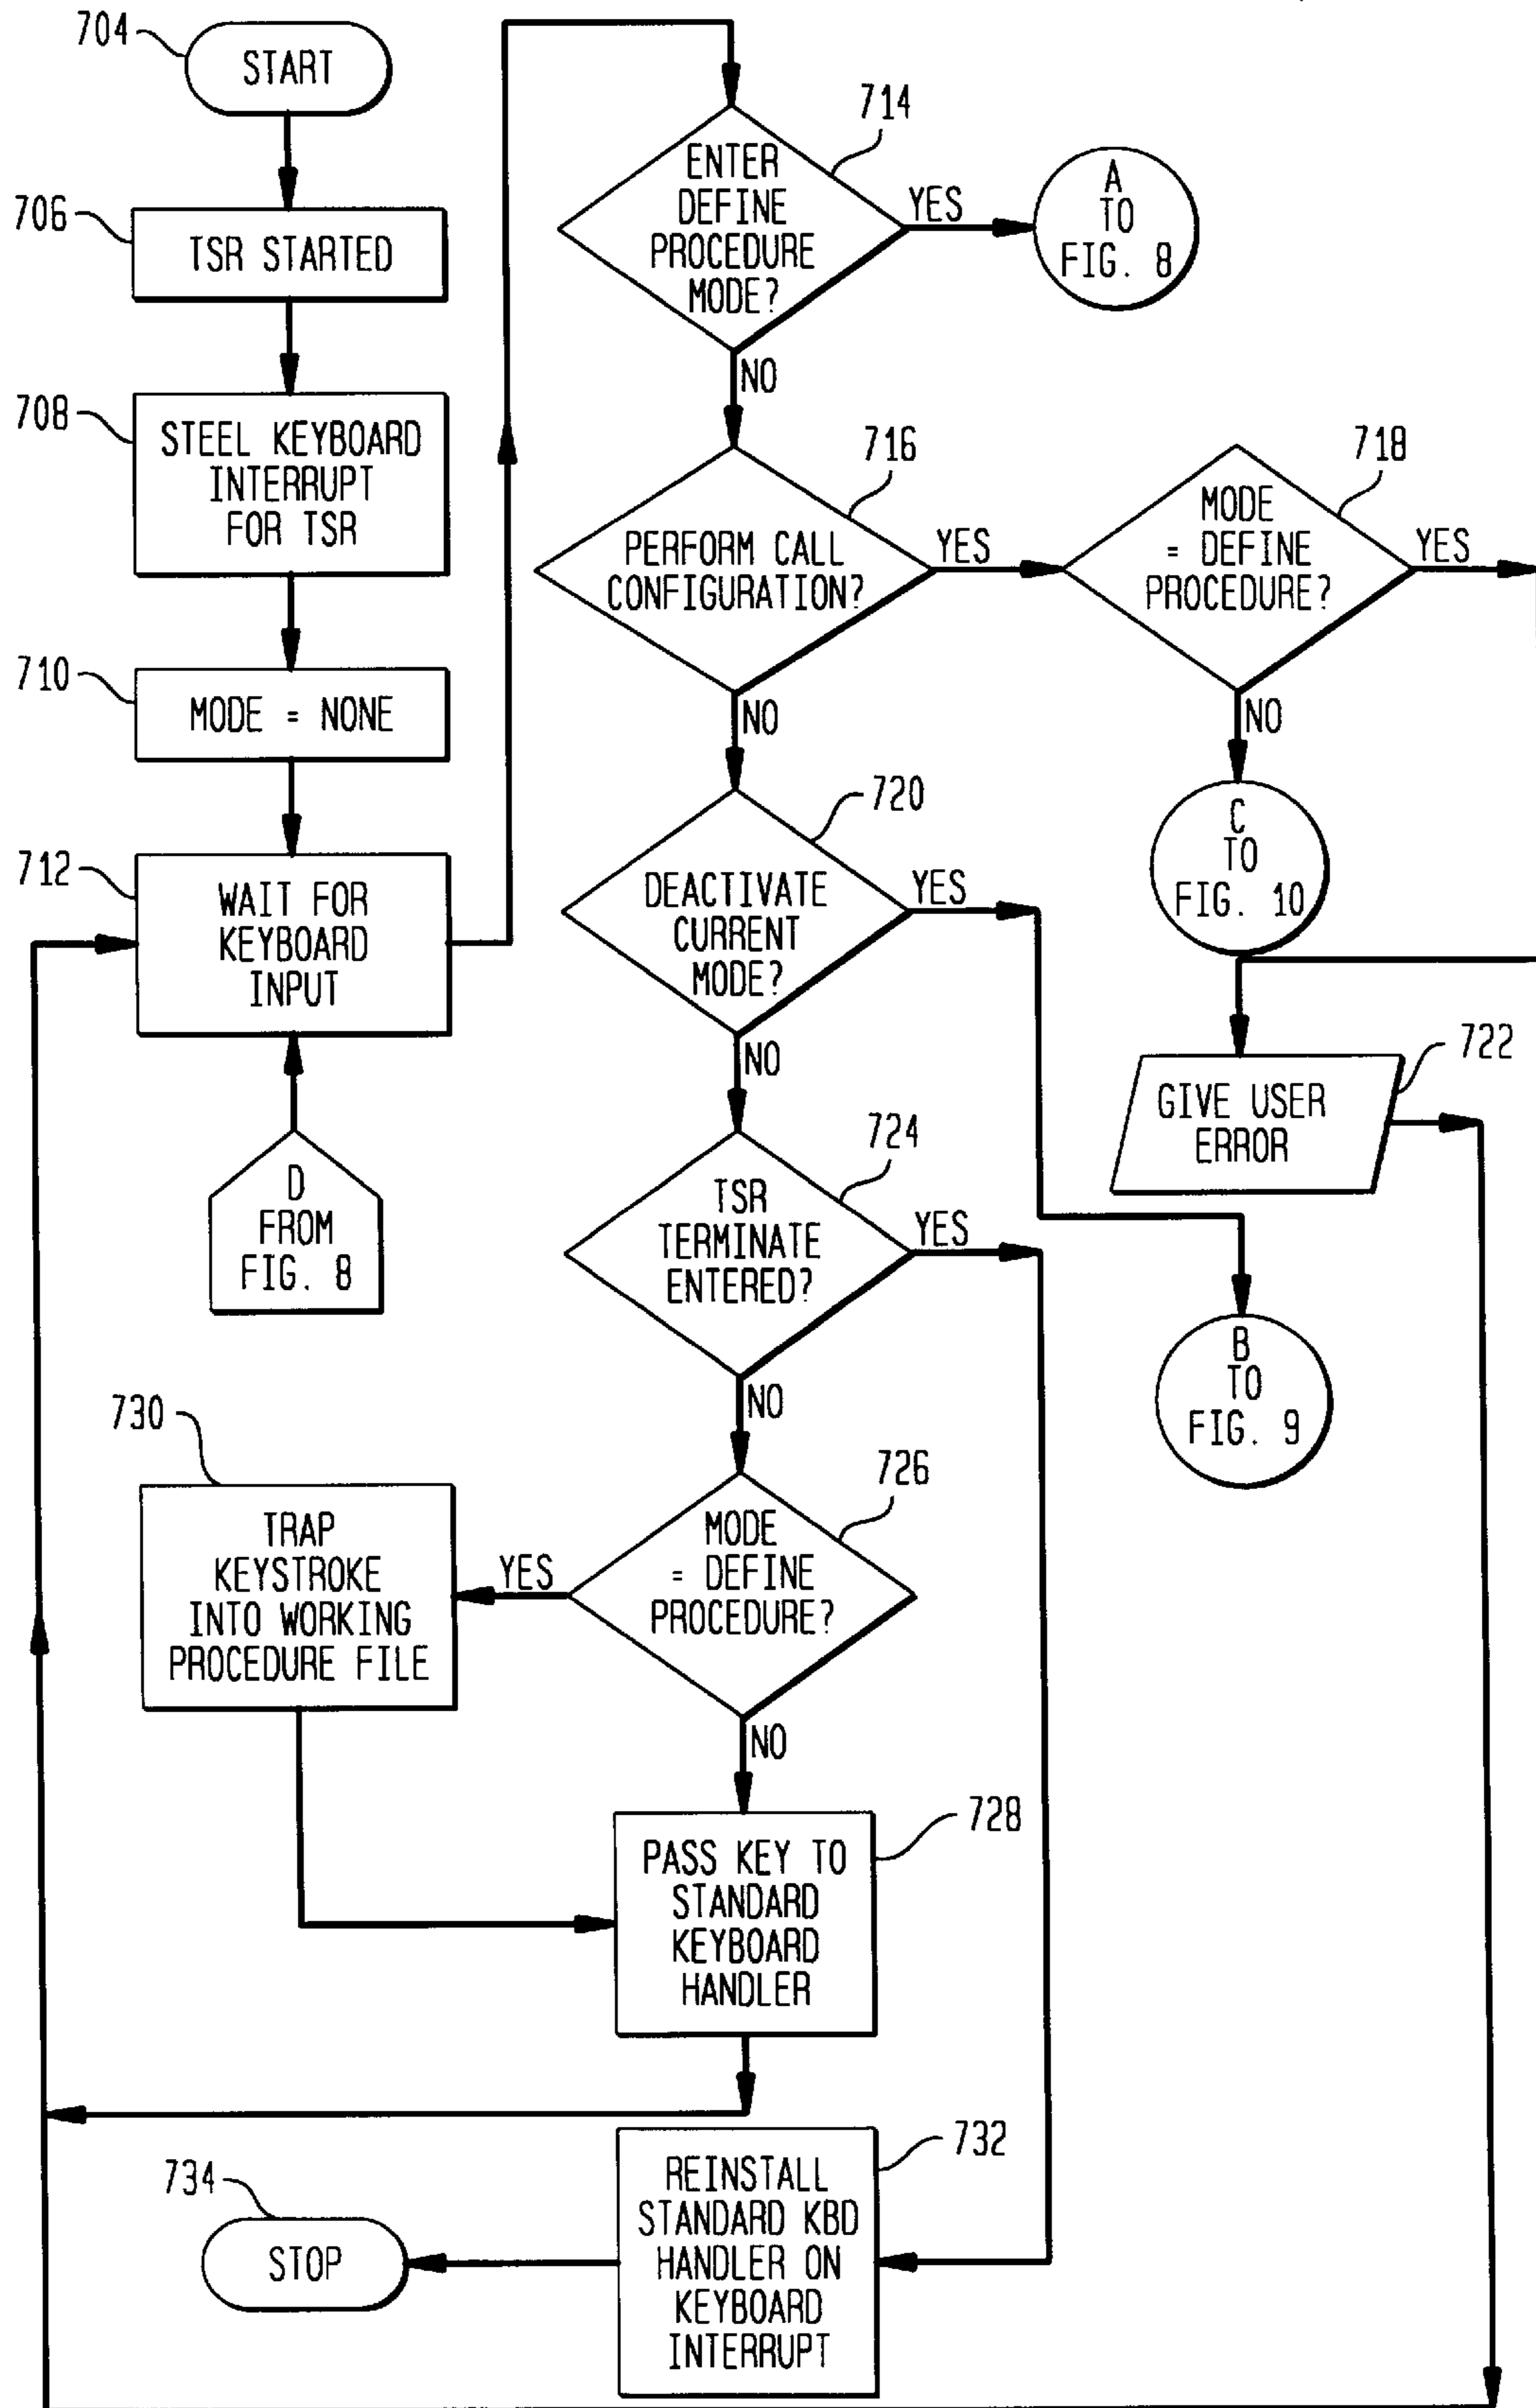 704
START
706
TSR STARTED
708
STEEL KEYBOARD
INTERRUPT
FOR TSR
710
MODE = NONE
712
WAIT FOR
KEYBOARD
INPUT
D
FROM
FIG. 8
714
ENTER
DEFINE
PROCEDURE
MODE?
YES
A
TO
FIG. 8
NO
716
PERFORM CALL
CONFIGURATION?
YES
718
MODE
= DEFINE
PROCEDURE?
YES
NO
C
TO
FIG. 10
NO
720
DEACTIVATE
CURRENT
MODE?
YES
722
GIVE USER
ERROR
NO
724
TSR
TERMINATE
ENTERED?
YES
B
TO
FIG. 9
NO
726
MODE
= DEFINE
PROCEDURE?
YES
730
TRAP
KEYSTROKE
INTO WORKING
PROCEDURE FILE
NO
728
PASS KEY TO
STANDARD
KEYBOARD
HANDLER
732
REINSTALL
STANDARD KBD
HANDLER ON
KEYBOARD
INTERRUPT
734
STOP